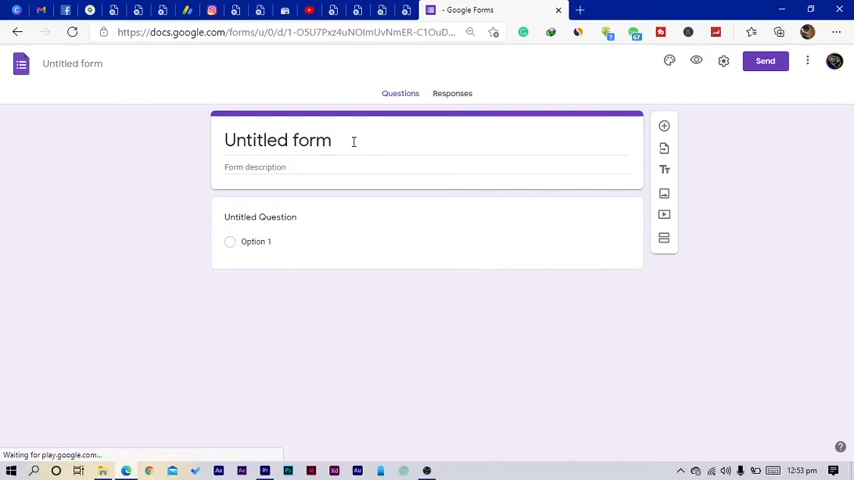 - Google Forms
https://docs.google.com/forms/u/0/d/1-O5U7Pxz4uNOImUvNmER-C1OuD...
Untitled form
Send
Questions
Responses
Untitled form
Form description
Untitled Question
Option 1
Waiting for play.google.com...
12:53 pm